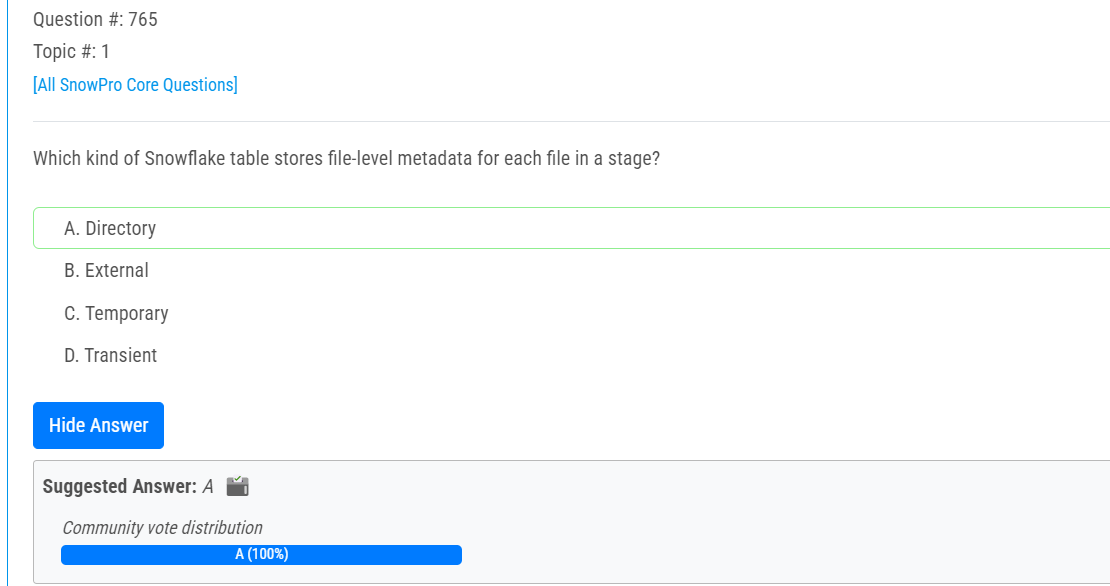 Question #: 765
Topic #: 1
[All SnowPro Core Questions]
Which kind of Snowflake table stores file-level metadata for each file in a stage?
A. Directory
B. External
C. Temporary
D. Transient
Hide Answer
Suggested Answer: A
Community vote distribution
A (100%)